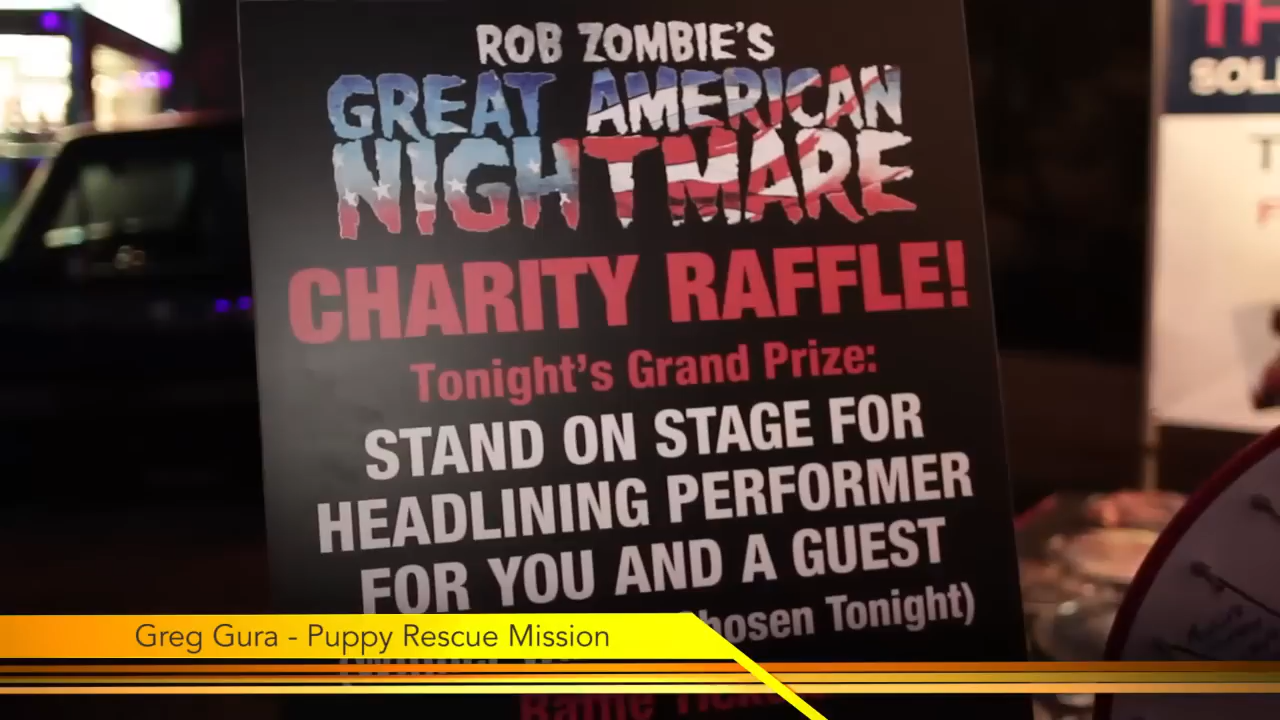 ROB ZOMBIE'S
GREAT AMERICAN
NIGHTMARE
CHARITY RAFFLE!
Tonight's Grand Prize:
STAND ON STAGE FOR
HEADLINING PERFORMER
FOR YOU AND A GUEST
Tonight)
Raffle
Greg Gura - Puppy Rescue Mission